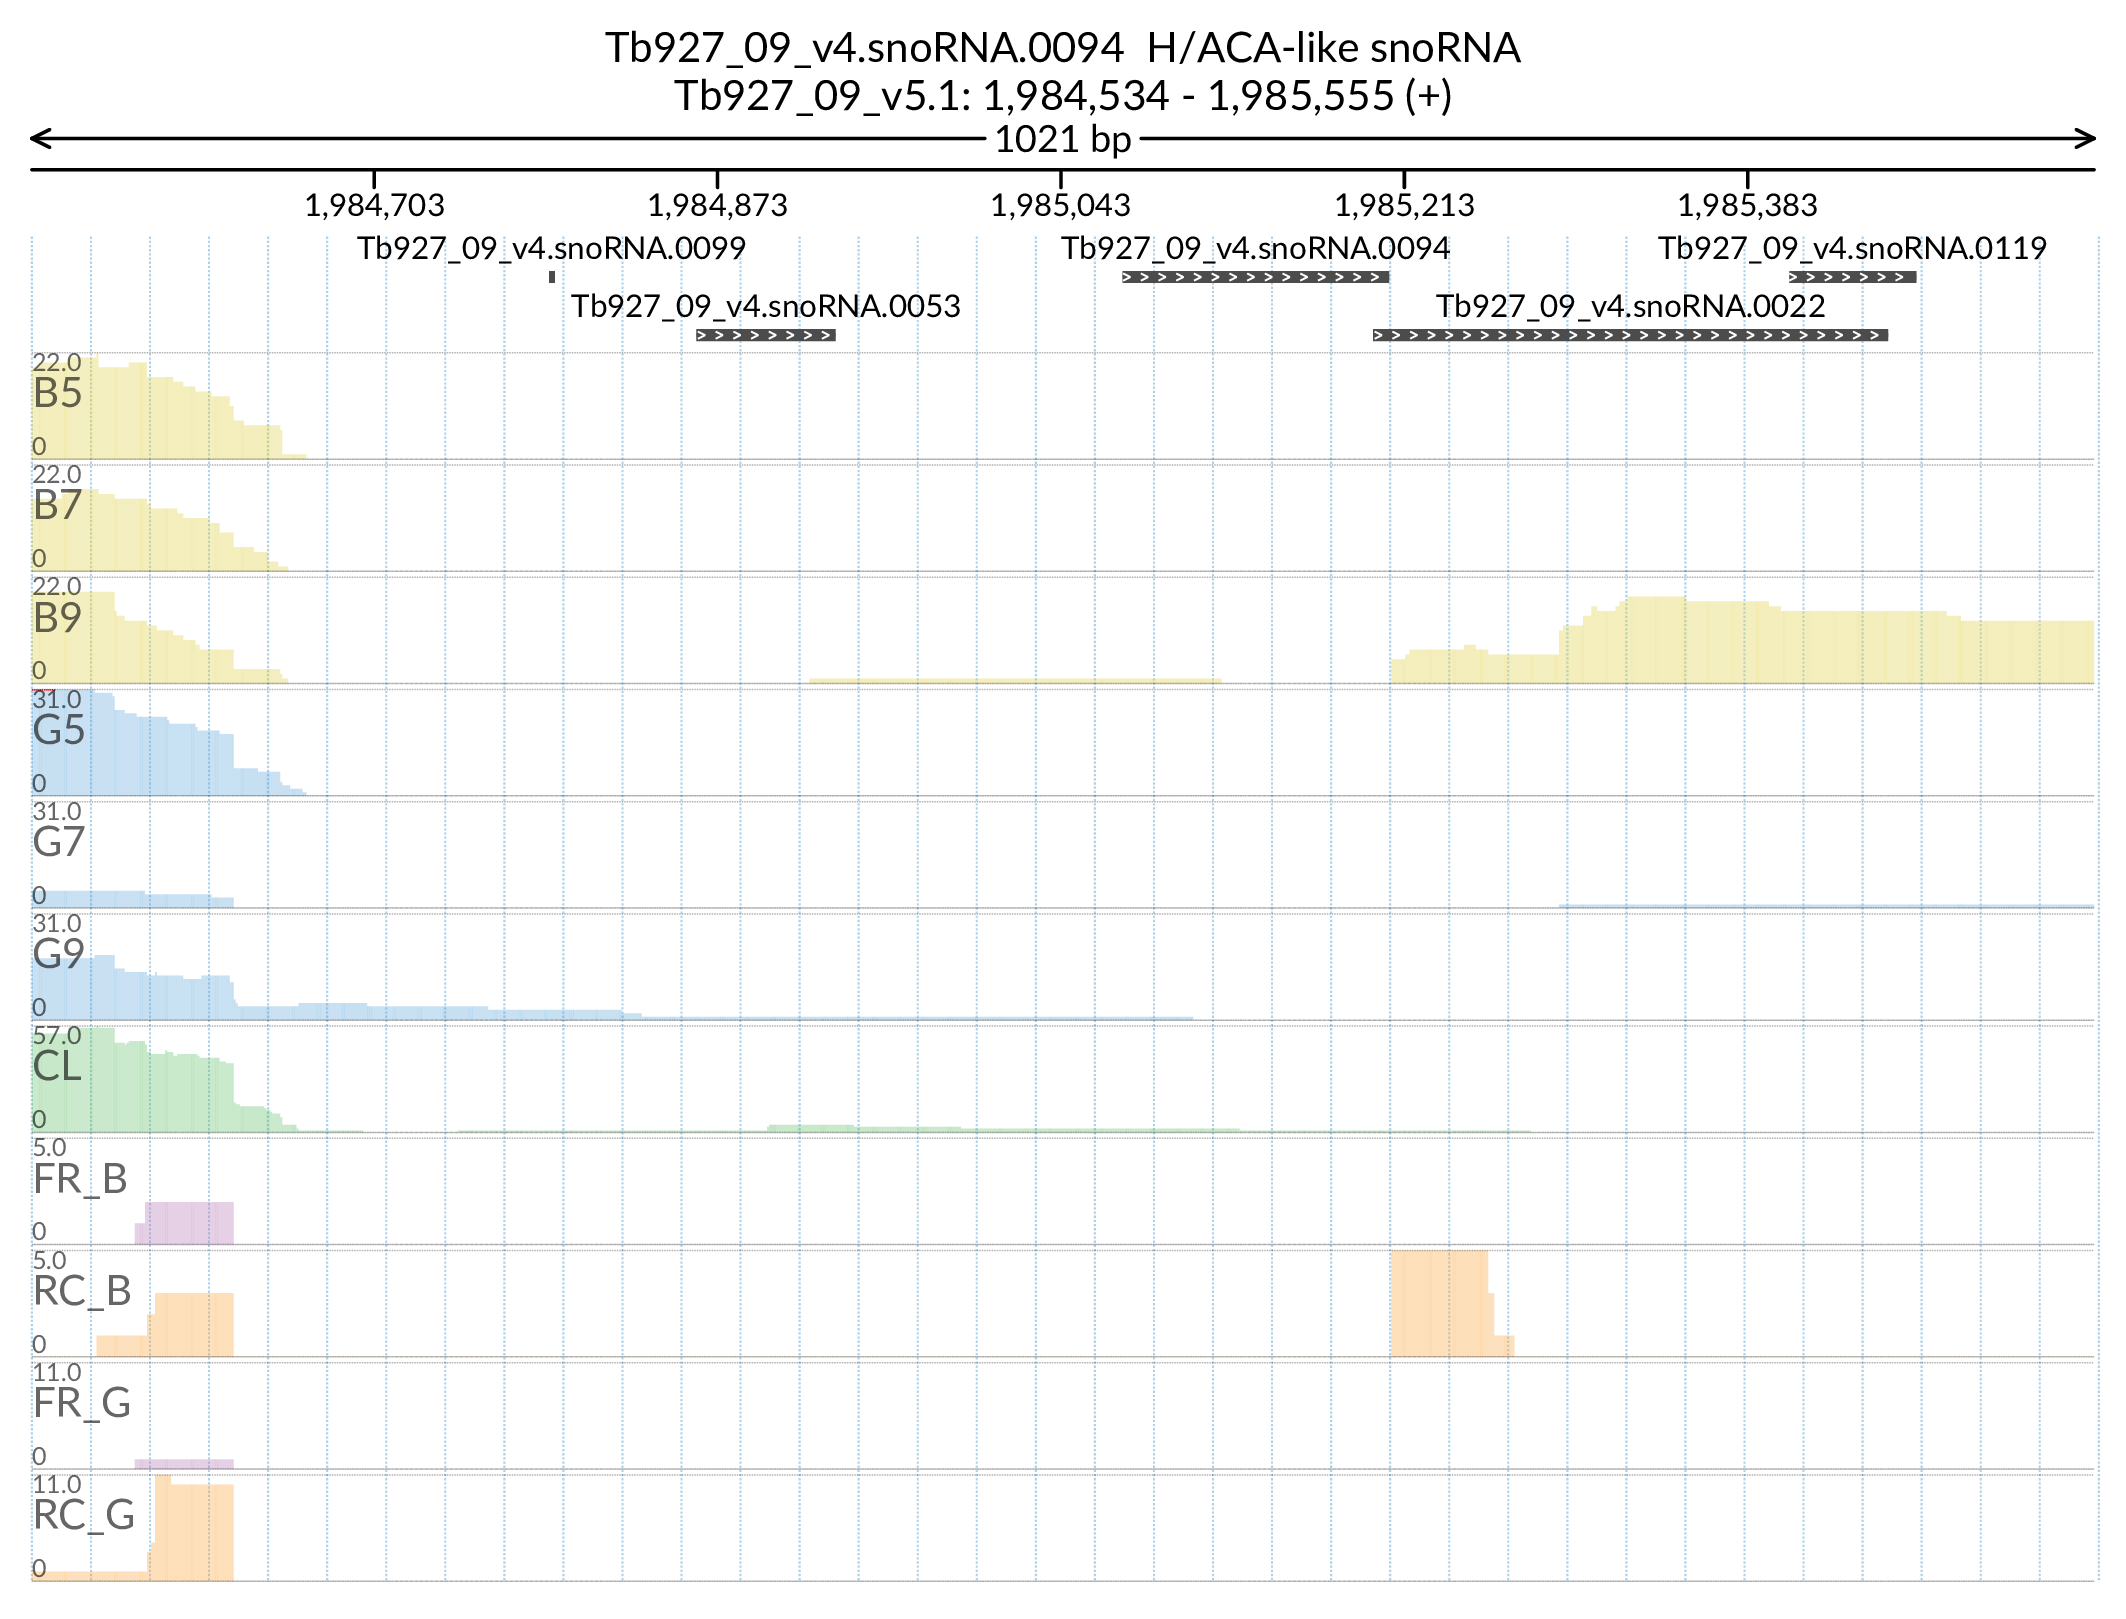 Tb927_09_v4.snoRNA.0094  H/ACA-like snoRNA
Tb927_09_v5.1: 1,984,534 - 1,985,555 (+)
1021 bp
1,984,703 1,984,873 1,985,043 1,985,213 1,985,383
Tb927_09_v4.snoRNA.0099 Tb927_09_v4.snoRNA.0094 Tb927_09_v4.snoRNA.0119
Tb927_09_v4.snoRNA.0053 Tb927_09_v4.snoRNA.0022
22.0
B5
0
22.0
B7
0
22.0
B9
0
31.0
G5
0
31.0
G7
0
31.0
G9
0
57.0
CL
0
5.0
FR_B
0
5.0
RC_B
0
11.0
FR_G
0
11.0
RC_G
0